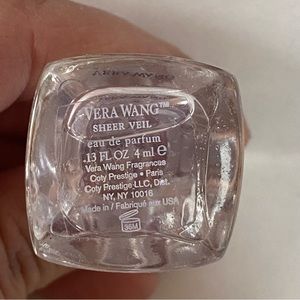 VERA WANG™
SHEER VEIL
eau de parfum
.13 FL OZ 4 ml e
Vera Wang Fragrances
Coty Prestige • Paris
Coty Prestige LLC, Dist.
NY, NY 10016
Made in / Fabriqué aux USA
36M